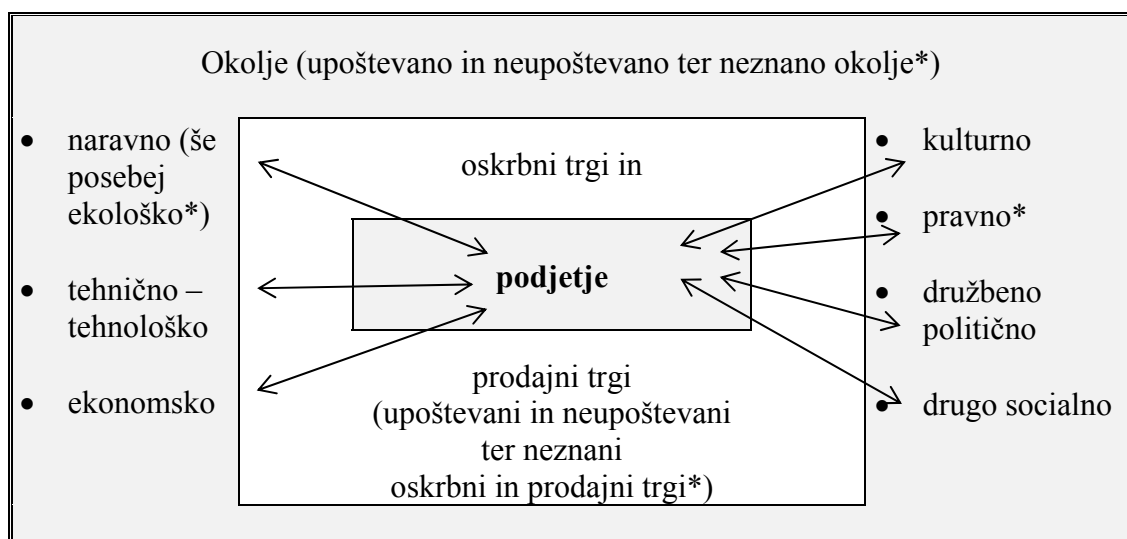 Okolje (upoštevano in neupoštevano ter neznano okolje*)
• naravno (še
posebej
ekološko*)
• tehnično –
tehnološko
• ekonomsko
oskrbni trgi in
podjetje
prodajni trgi
(upoštevani in neupoštevani
ter neznani
oskrbni in prodajni trgi*)
• kulturno
• pravno*
• družbeno
politično
• drugo socialno